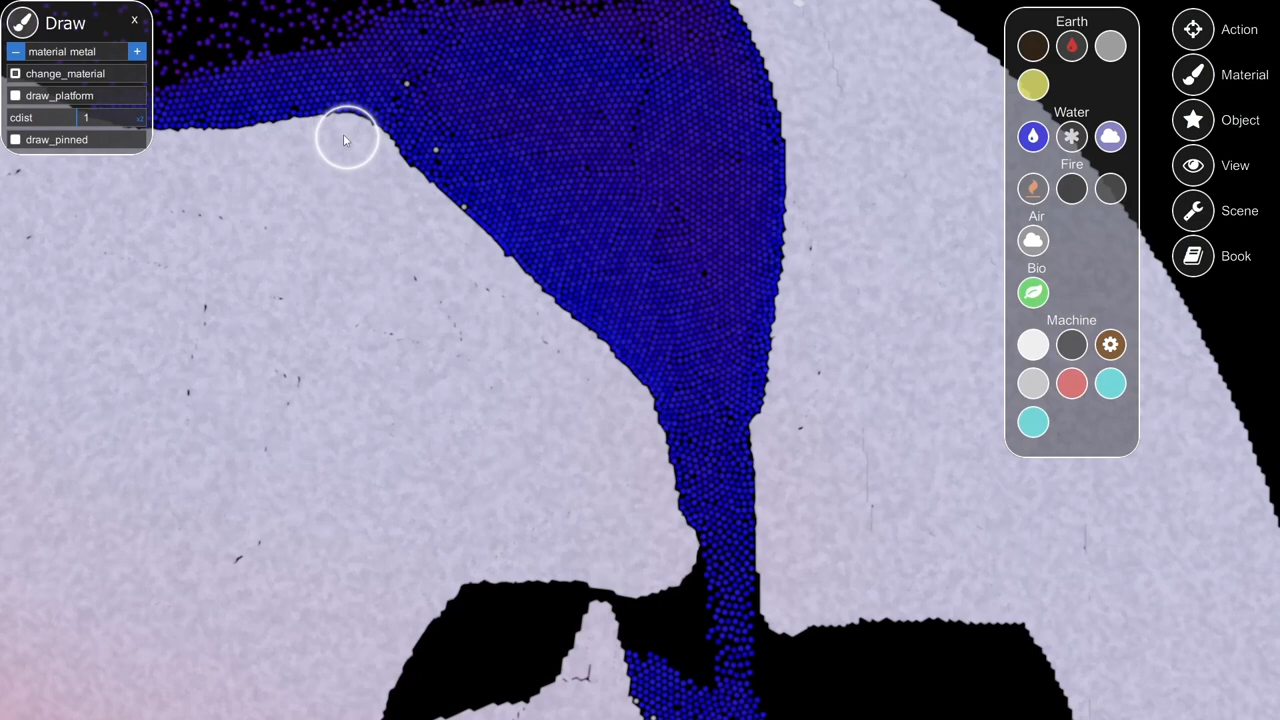 Draw
x
– material metal +
change_material
draw_platform
cdist 1 x2
draw_pinned
Earth
Water
Fire
Air
Bio
Machine
Action
Material
Object
View
Scene
Book